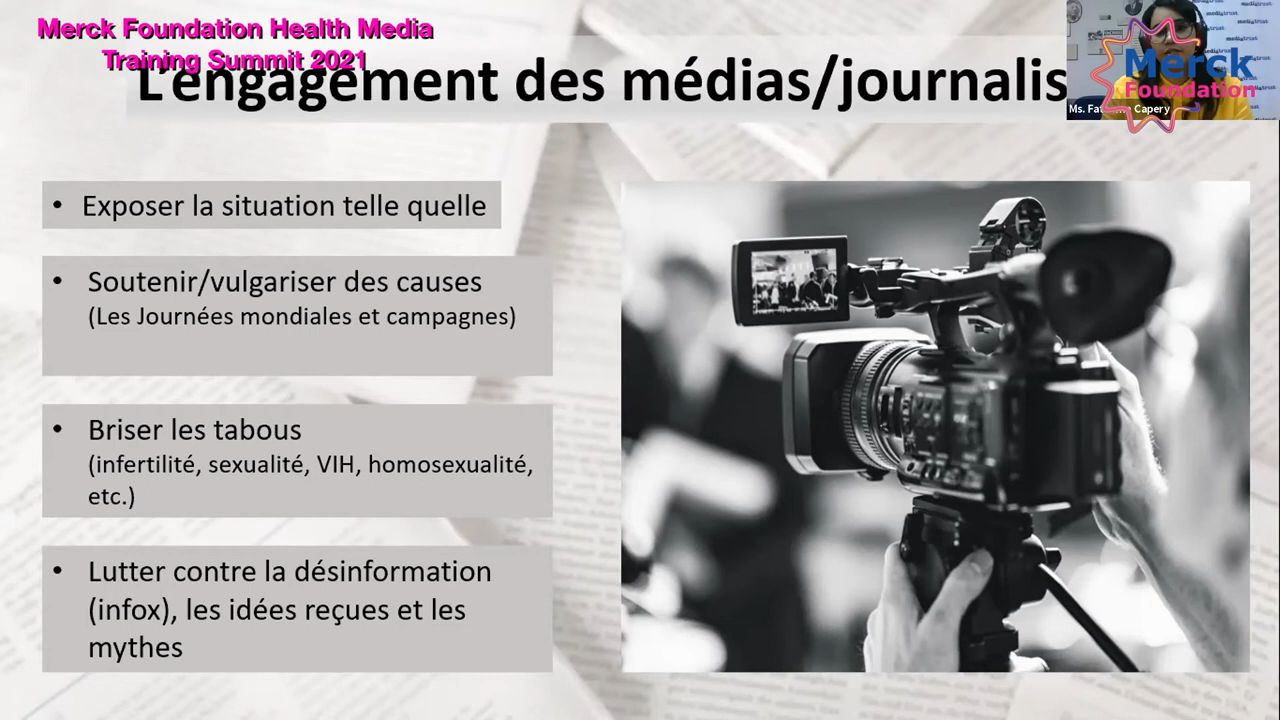 Merck Foundation Health Media
Training Summit 2021
L'engagement des médias/journalis
Merck
Foundation
Capery
• Exposer la situation telle quelle
• Soutenir/vulgariser des causes
(Les Journées mondiales et campagnes)
• Briser les tabous
(infertilité, sexualité, VIH, homosexualité,
etc.)
• Lutter contre la désinformation
(infox), les idées reçues et les
mythes